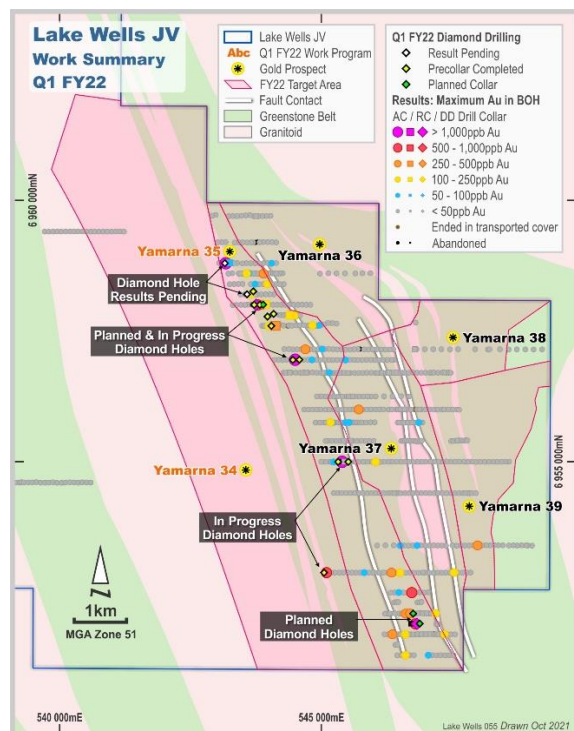 Lake Wells JV
Work Summary
Q1 FY22
Lake Wells JV
Abc Q1 FY22 Work Program
Gold Prospect
FY22 Target Area
Fault Contact
Greenstone Belt
Granitoid
Q1 FY22 Diamond Drilling
Result Pending
Precollar Completed
Planned Collar
Results: Maximum Au in BOH
AC / RC / DD Drill Collar
> 1,000ppb Au
500 - 1,000ppb Au
250 - 500ppb Au
100 - 250ppb Au
50 - 100ppb Au
< 50ppb Au
Ended in transported cover
Abandoned
6 960 000mN
Yamarna 35
Yamarna 36
Diamond Hole
Results Pending
Planned & In Progress
Diamond Holes
Yamarna 38
Yamarna 37
Yamarna 34
6 955 000mN
Yamarna 39
In Progress
Diamond Holes
N
1km
MGA Zone 51
Planned
Diamond Holes
540 000mE
545 000mE
Lake Wells 055 Drawn Oct 2021